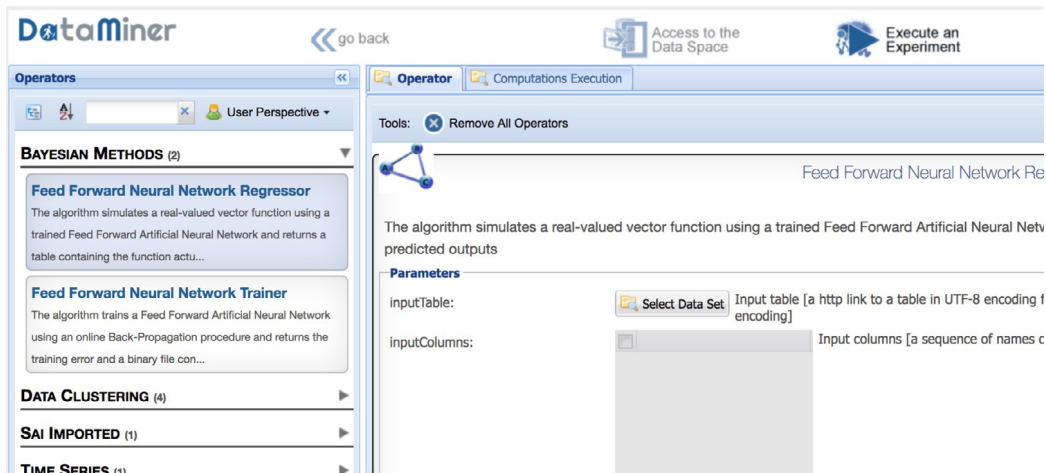 DataMiner
go back
Access to the
Data Space
Execute an
Experiment
Operators
Operator
Computations Execution
User Perspective
Tools:
Remove All Operators
BAYESIAN METHODS (2)
Feed Forward Neural Network Regressor
The algorithm simulates a real-valued vector function using a
trained Feed Forward Artificial Neural Network and returns a
table containing the function actu...
Feed Forward Neural Network Trainer
The algorithm trains a Feed Forward Artificial Neural Network
using an online Back-Propagation procedure and returns the
training error and a binary file con...
DATA CLUSTERING (4)
SAI IMPORTED (1)
TIME SERIES (1)
A
B
C
Feed Forward Neural Network Re
The algorithm simulates a real-valued vector function using a trained Feed Forward Artificial Neural Netw
predicted outputs
Parameters
inputTable:
Select Data Set
Input table [a http link to a table in UTF-8 encoding f
encoding]
inputColumns:
Input columns [a sequence of names o